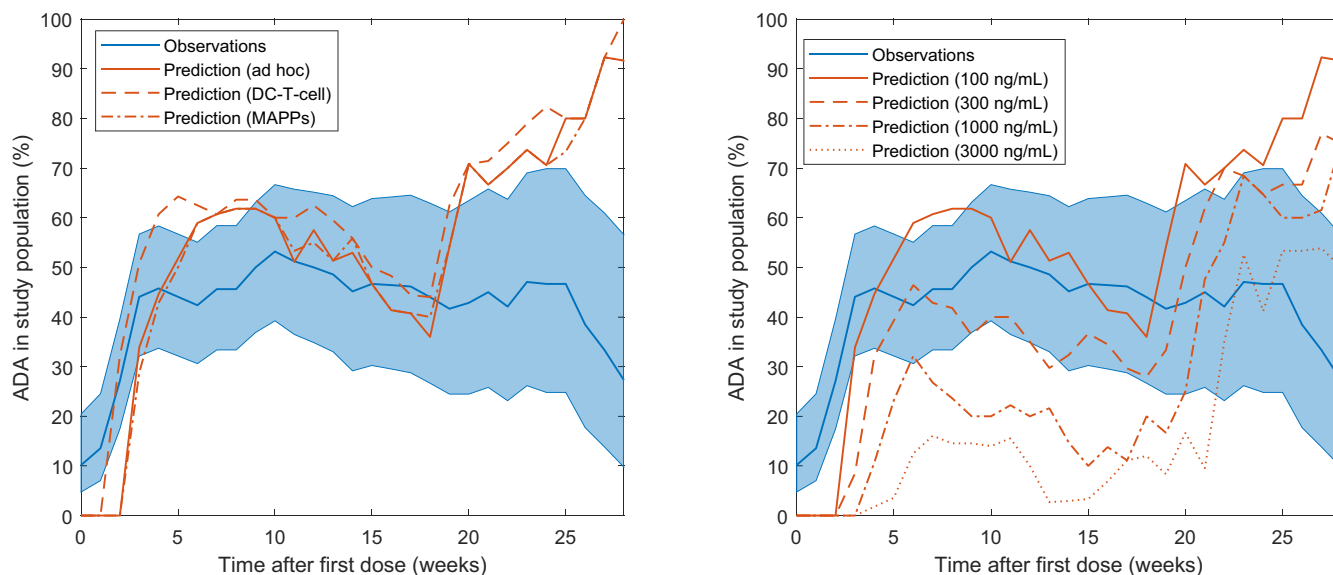 100
90
80
70
60
50
40
30
20
10
0
ADA in study population (%)
Observations
Prediction (ad hoc)
Prediction (DC-T-cell)
Prediction (MAPPs)
0 5 10 15 20 25
Time after first dose (weeks)
100
90
80
70
60
50
40
30
20
10
0
ADA in study population (%)
Observations
Prediction (100 ng/mL)
Prediction (300 ng/mL)
Prediction (1000 ng/mL)
Prediction (3000 ng/mL)
0 5 10 15 20 25
Time after first dose (weeks)